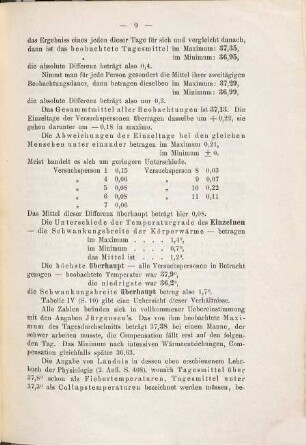 — 9 —
das Ergebniss eines jeden dieser Tage für sich und vergleicht danach,
dann ist das beobachtete Tagesmittel im Maximum: 37,35,
" im Minimum: 36,95,
die absolute Differenz beträgt also 0,4.
Nimmt man für jede Person gesondert die Mittel ihrer zweitägigen
Beobachtungsdauer, dann betragen dieselben im Maximum: 37,29,
im Minimum: 36,99,
die absolute Differenz beträgt also nur 0,3.
Das Gesammtmittel aller Beobachtungen ist 37,13. Die
Einzeltage der Versuchspersonen überragen dasselbe um + 0,22, sie
gehen darunter um — 0,18 in maximo.
Die Abweichungen der Einzeltage bei den gleichen
Menschen unter einander betragen im Maximum 0,21,
im Minimum ± 0.
Meist handelt es sich um geringere Unterschiede.
Versuchsperson 1 0,15 Versuchsperson 8 0,03
" 4 0,06 " 9 0,07
" 5 0,08 " 10 0,22
" 6 0,06 " 11 0,11
" 7 0,06
Das Mittel dieser Differenz überhaupt beträgt hier 0,08.
Die Unterschiede der Temperaturgrade des Einzelnen
— die Schwankungsbreite der Körperwärme — betragen
im Maximum . . . . 1,4°,
im Minimum . . . . 0,7°,
das Mittel ist . . . . 1,2°.
Die höchste überhaupt — alle Versuchspersonen in Betracht
gezogen — beobachtete Temperatur war 37,9°,
die niedrigste war 36,2°,
die Schwankungsbreite überhaupt betrug also 1,7°.
Tabelle IV (S. 10) gibt eine Uebersicht dieser Verhältnisse.
Alle Zahlen befinden sich in vollkommener Uebereinstimmung
mit den Angaben Jürgensen's. Das von ihm beobachtete Maxi-
mum des Tagesdurchschnitts beträgt 37,38 bei einem Manne, der
schwer arbeiten musste, die Compensation fällt erst auf den folgen-
den Tag. Das Minimum nach intensiven Wärmeentziehungen, Com-
pensation gleichfalls später 36,63.
Die Angabe von Landois in dessen eben erschienenem Lehr-
buch der Physiologie (2. Aufl. S. 408), wonach Tagesmittel über
37,8° schon als Fiebertemperaturen, Tagesmittel unter
37,3° als Collapstemperaturen bezeichnet werden müssen, be-